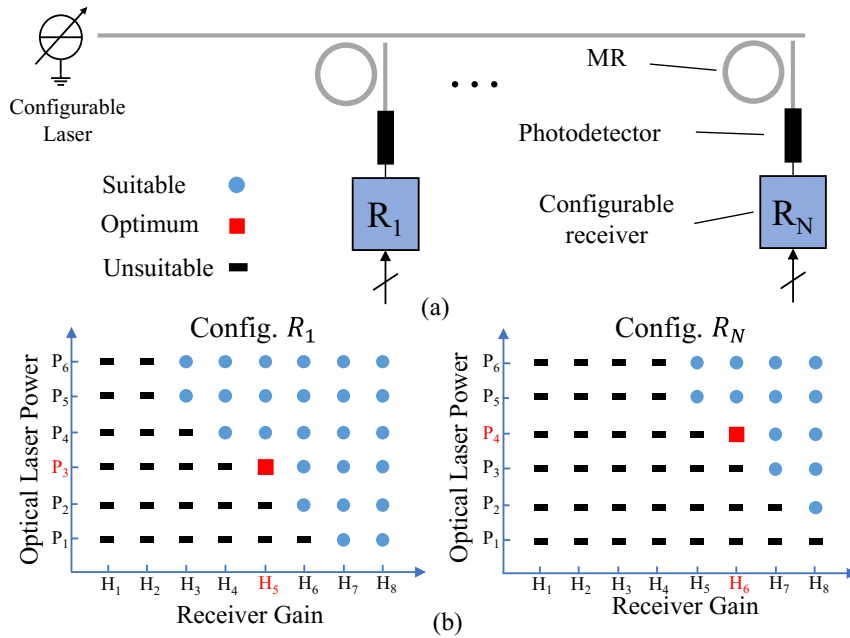 Configurable
Laser
MR
Photodetector
Configurable
receiver
R1
RN
Suitable
Optimum
Unsuitable
(a)
Config. R1
Optical Laser Power
P6
P5
P4
P3
P2
P1
H1 H2 H3 H4 H5 H6 H7 H8
Receiver Gain
Config. RN
Optical Laser Power
P6
P5
P4
P3
P2
P1
H1 H2 H3 H4 H5 H6 H7 H8
Receiver Gain
(b)